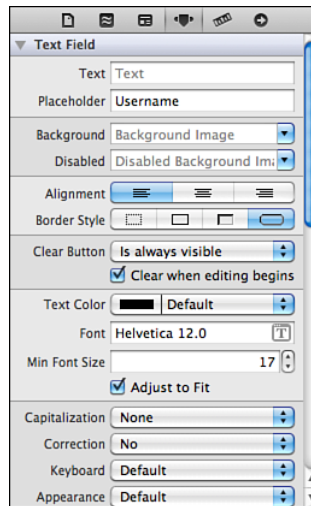 Text Field
Text Text
Placeholder Username
Background Background Image
Disabled Disabled Background Ima
Alignment
Border Style
Clear Button Is always visible
Clear when editing begins
Text Color Default
Font Helvetica 12.0 T
Min Font Size 17
Adjust to Fit
Capitalization None
Correction No
Keyboard Default
Appearance Default